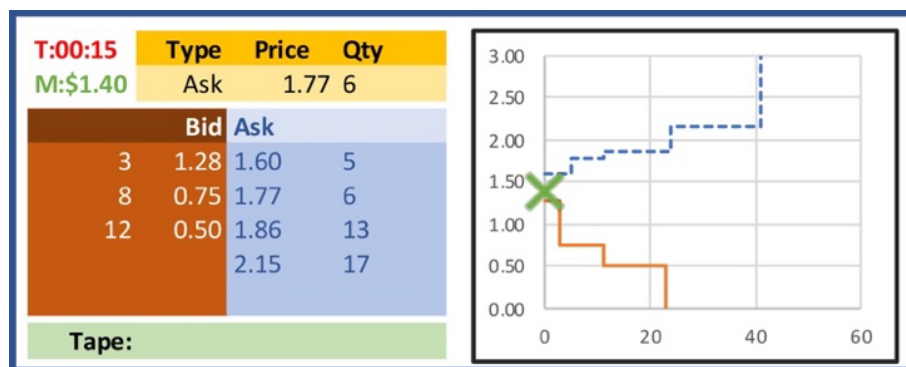 T:00:15 Type Price Qty
M:$1.40 Ask 1.77 6
Bid Ask
3 1.28 1.60 5
8 0.75 1.77 6
12 0.50 1.86 13
2.15 17
Tape:
3.00
2.50
2.00
1.50
1.00
0.50
0.00
0 20 40 60